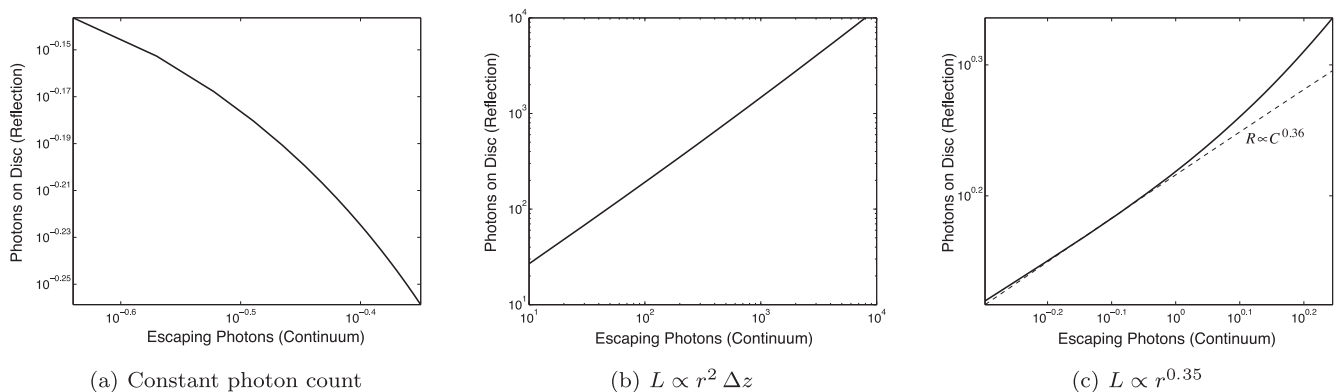 Photons on Disc (Reflection)
10^−0.15
10^−0.17
10^−0.19
10^−0.21
10^−0.23
10^−0.25
10^−0.6
10^−0.5
10^−0.4
Escaping Photons (Continuum)
(a) Constant photon count
Photons on Disc (Reflection)
10^4
10^3
10^2
10^1
10^1
10^2
10^3
10^4
Escaping Photons (Continuum)
(b) L ∝ r^2 Δz
Photons on Disc (Reflection)
10^0.3
10^0.2
R∝C^0.36
10^−0.2
10^−0.1
10^0
10^0.1
10^0.2
Escaping Photons (Continuum)
(c) L ∝ r^0.35